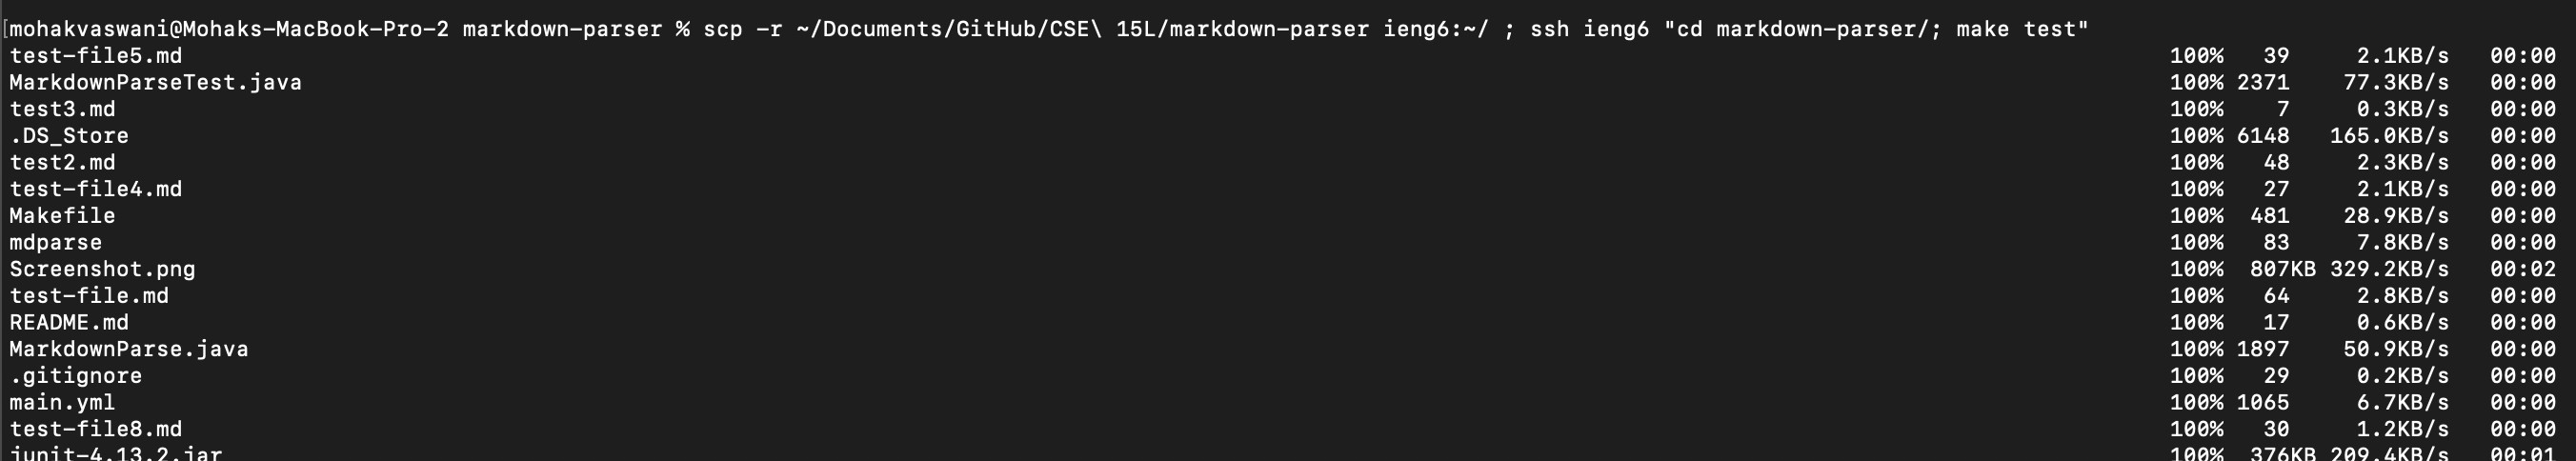 [mohakvaswani@Mohaks-MacBook-Pro-2 markdown-parser % scp -r ~/Documents/GitHub/CSE\ 15L/markdown-parser ieng6:~/ ; ssh ieng6 "cd markdown-parser/; make test"
test-file5.md 100% 39 2.1KB/s 00:00
MarkdownParseTest.java 100% 2371 77.3KB/s 00:00
test3.md 100% 7 0.3KB/s 00:00
.DS_Store 100% 6148 165.0KB/s 00:00
test2.md 100% 48 2.3KB/s 00:00
test-file4.md 100% 27 2.1KB/s 00:00
Makefile 100% 481 28.9KB/s 00:00
mdparse 100% 83 7.8KB/s 00:00
Screenshot.png 100% 807KB 329.2KB/s 00:02
test-file.md 100% 64 2.8KB/s 00:00
README.md 100% 17 0.6KB/s 00:00
MarkdownParse.java 100% 1897 50.9KB/s 00:00
.gitignore 100% 29 0.2KB/s 00:00
main.yml 100% 1065 6.7KB/s 00:00
test-file8.md 100% 30 1.2KB/s 00:00
junit-4.13.2.jar 100% 376KB 209.4KB/s 00:01